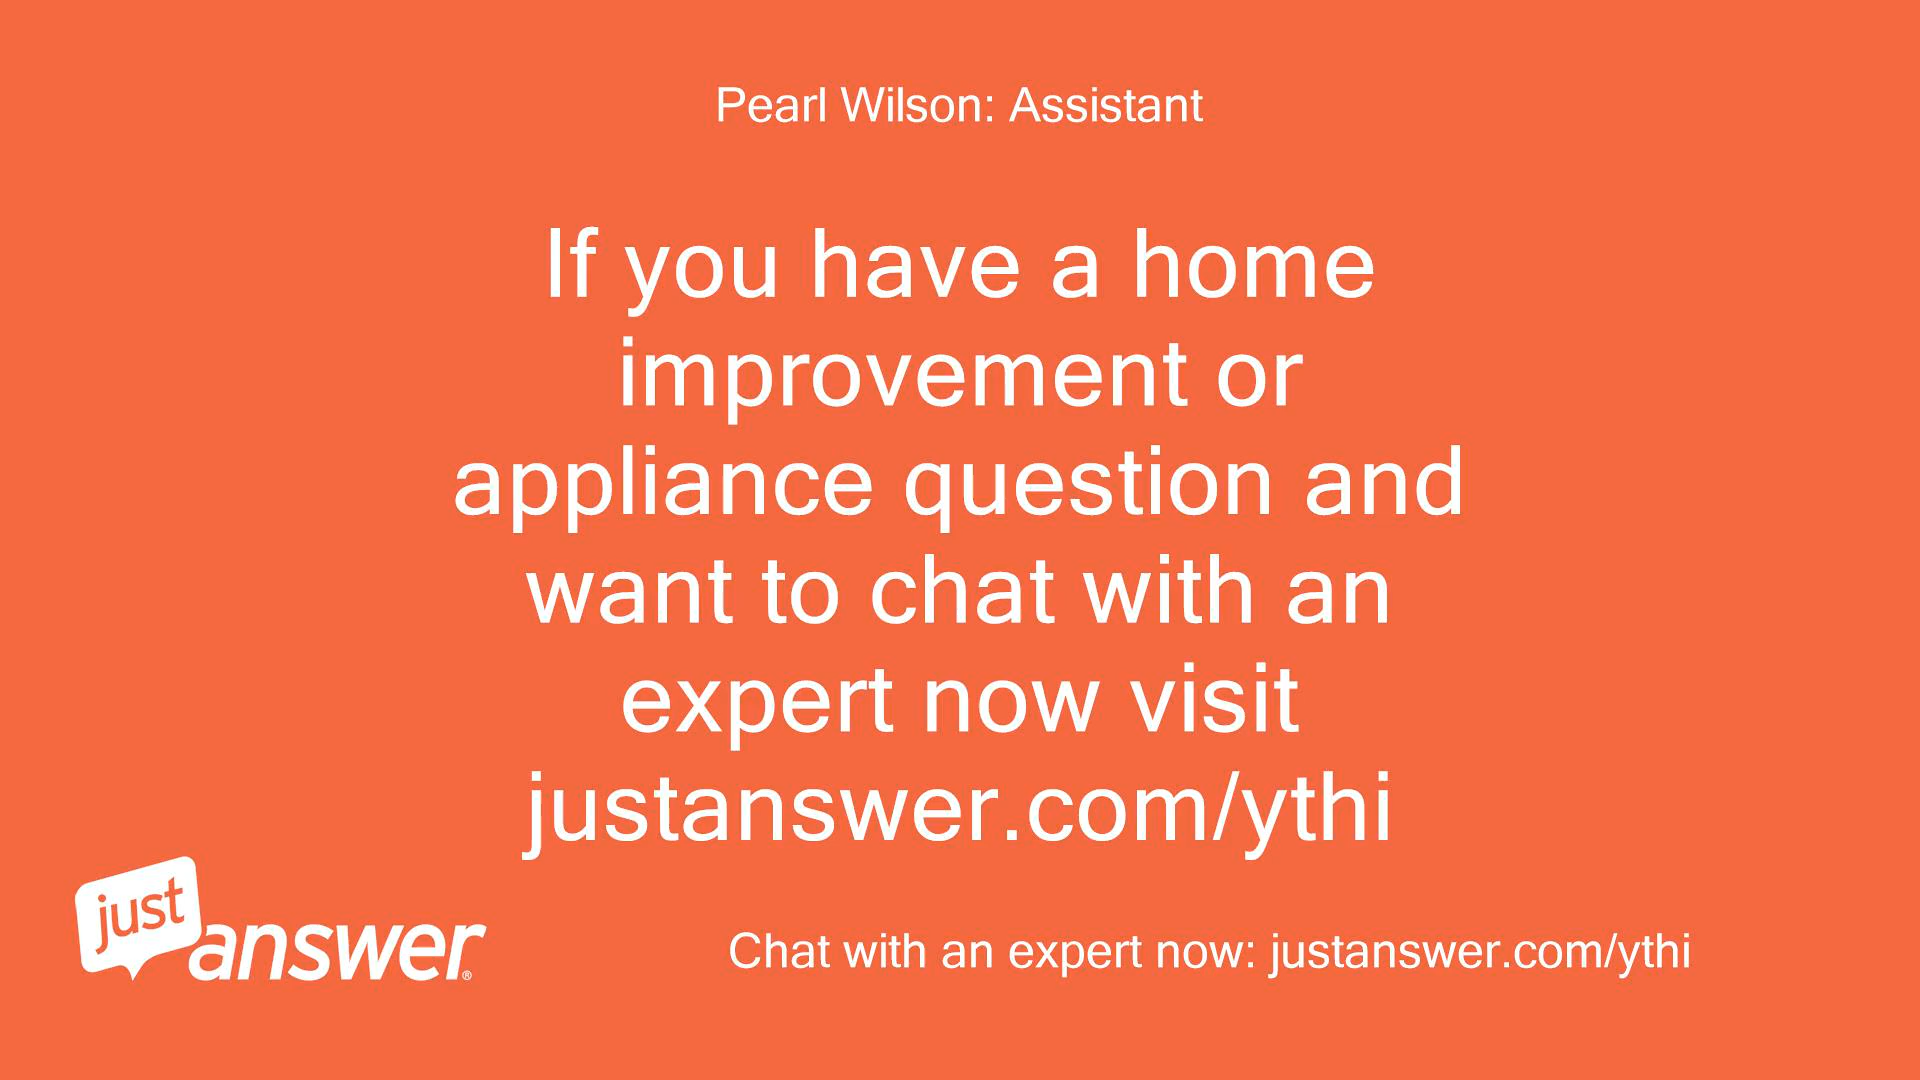 Pearl Wilson: Assistant
If you have a home
improvement or
appliance question and
want to chat with an
expert now visit
justanswer.com/ythi
just
answer®
Chat with an expert now: justanswer.com/ythi